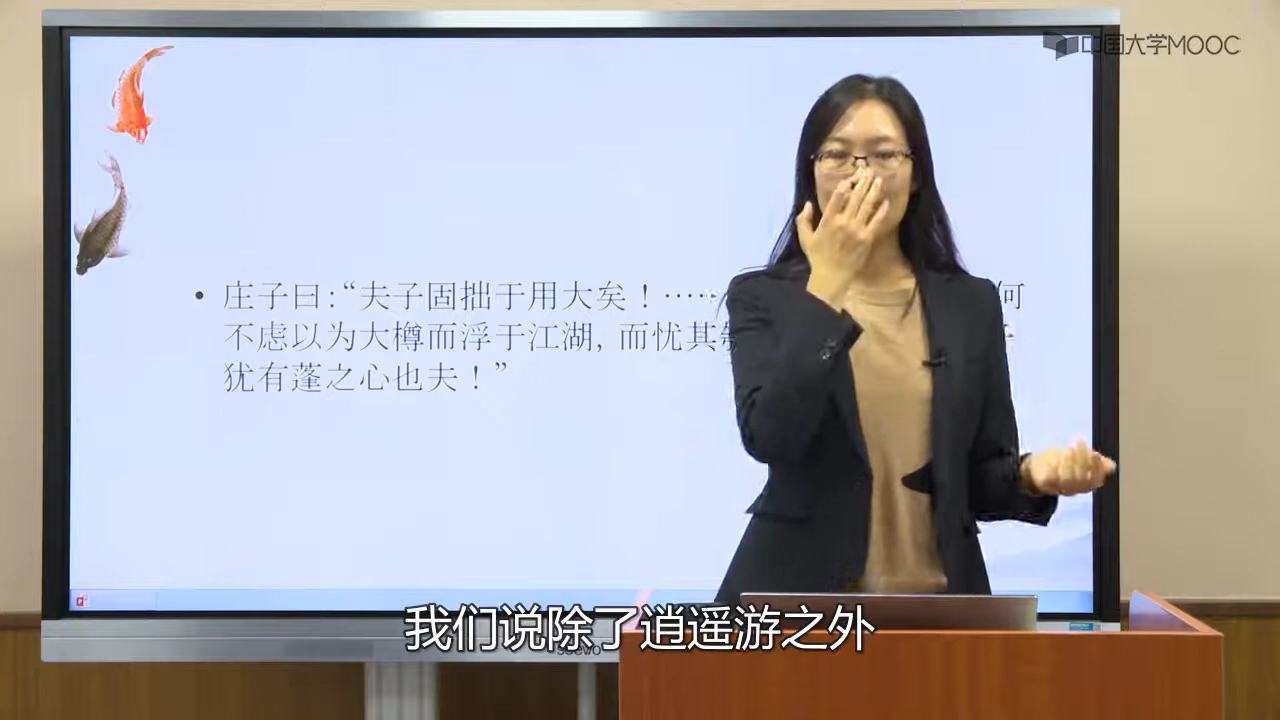 中国大学MOOC
• 庄子曰:“夫子固拙于用大矣！…… 何
不虑以为大樽而浮于江湖, 而忧其
犹有蓬之心也夫！”
我们说除了逍遥游之外
seewo